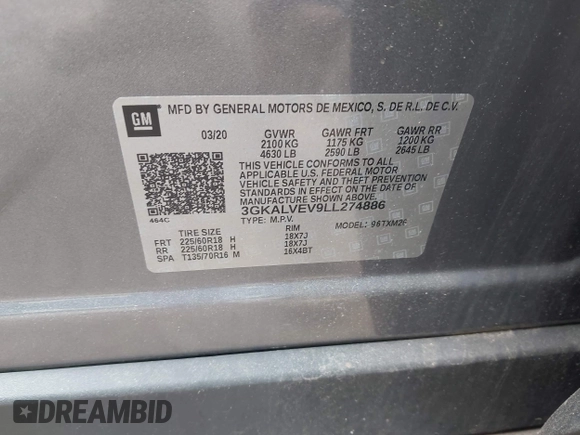 GM
MFD BY GENERAL MOTORS DE MEXICO, S. DE R.L. DE C.V.
03/20 GVWR GAWR FRT GAWR RR
2100 KG 1175 KG 1200 KG
4630 LB 2590 LB 2645 LB
THIS VEHICLE CONFORMS TO ALL
APPLICABLE U.S. FEDERAL MOTOR
VEHICLE SAFETY AND THEFT PREVENTION
STANDARDS IN EFFECT ON THE DATE OF
MANUFACTURE SHOWN ABOVE.
3GKALVEV9LL274886
TYPE: M.P.V. MODEL:
464C
TIRE SIZE RIM
FRT 225/60R18 H 18X7J
RR 225/60R18 H 18X7J
SPA T135/70R16 M 16X4BT
DREAMBID